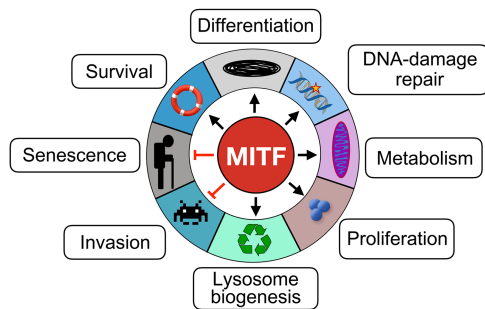 Differentiation
DNA-damage
repair
Survival
Senescence
MITF
Metabolism
Invasion
Proliferation
Lysosome
biogenesis